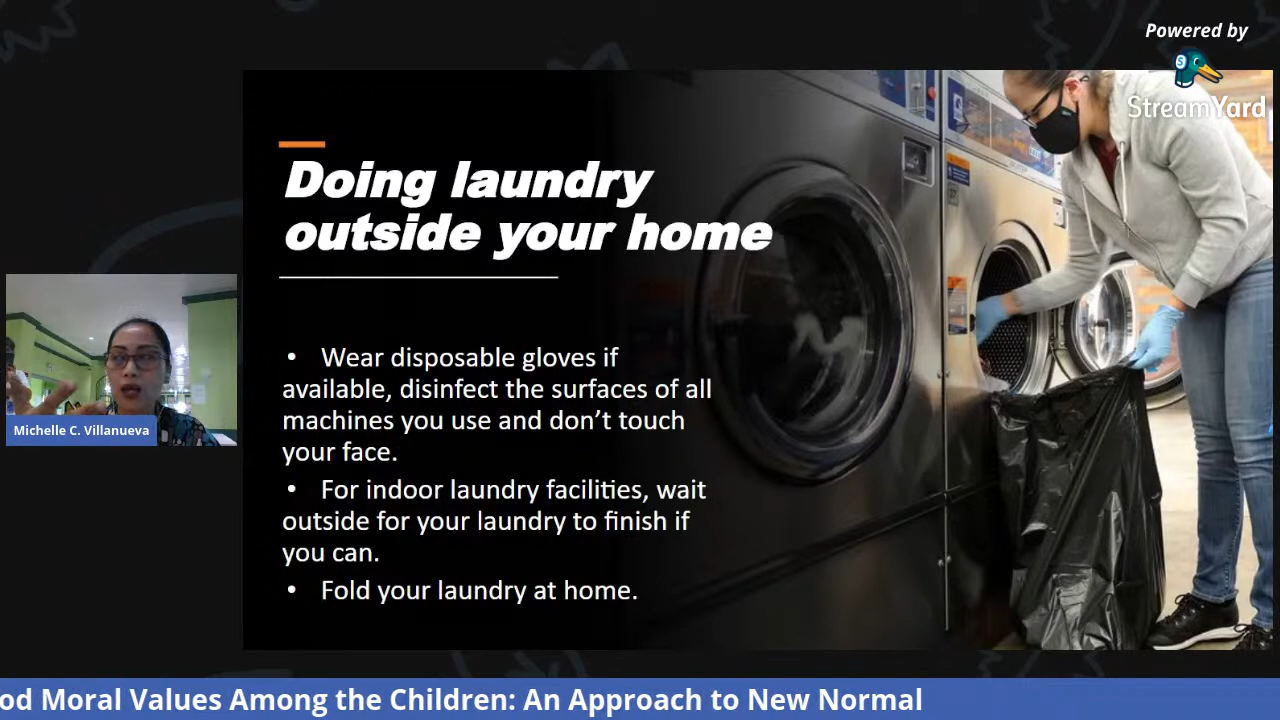 Powered by
StreamYard
Doing laundry
outside your home
• Wear disposable gloves if
available, disinfect the surfaces of all
machines you use and don’t touch
your face.
• For indoor laundry facilities, wait
outside for your laundry to finish if
you can.
• Fold your laundry at home.
Michelle C. Villanueva
od Moral Values Among the Children: An Approach to New Normal